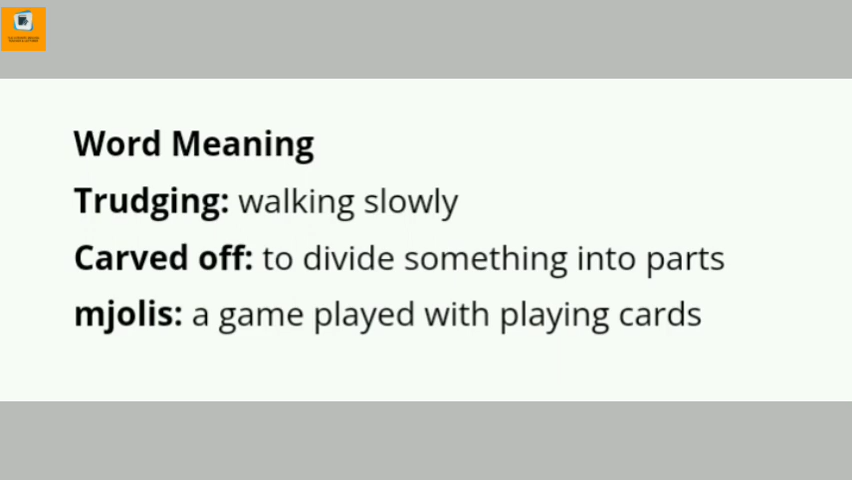 Word Meaning
Trudging: walking slowly
Carved off: to divide something into parts
mjolis: a game played with playing cards